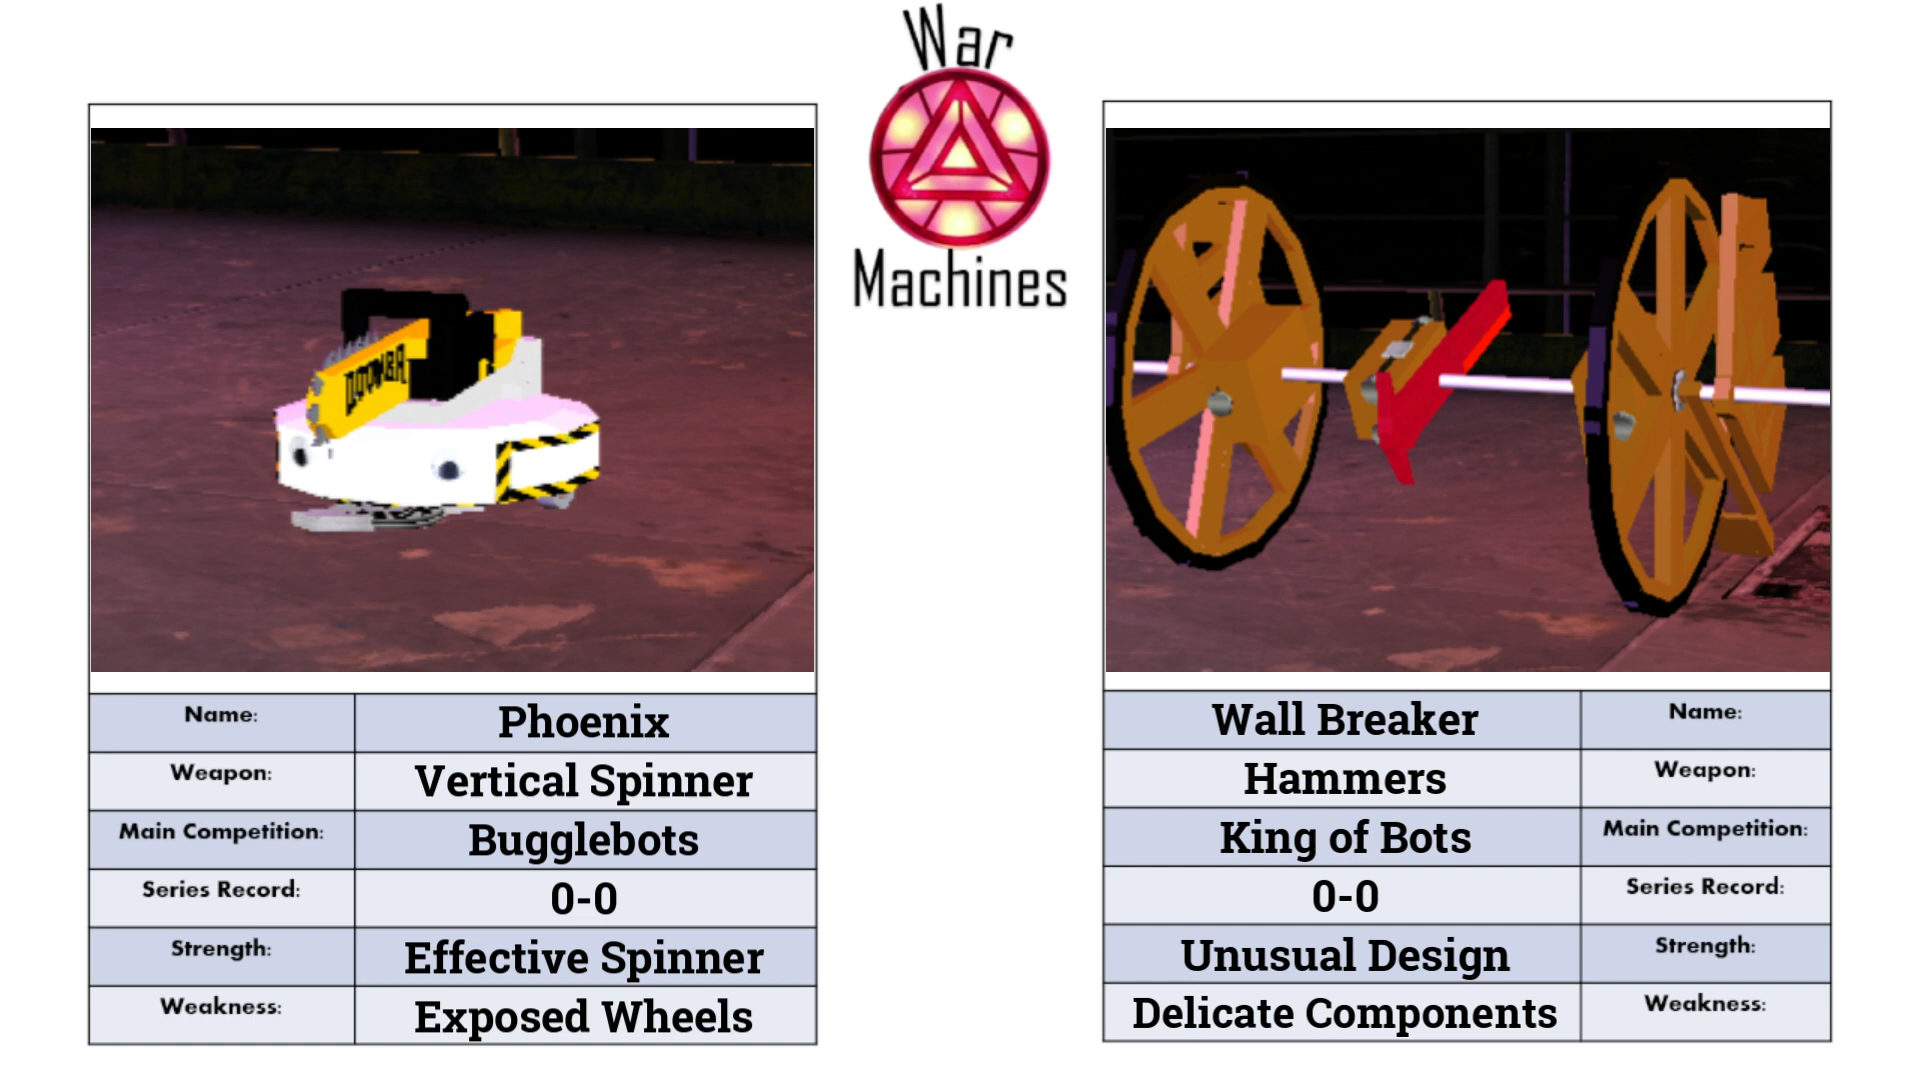 War
Machines
DOOMBA
Name: Phoenix
Weapon: Vertical Spinner
Main Competition: Bugglebots
Series Record: 0-0
Strength: Effective Spinner
Weakness: Exposed Wheels
Wall Breaker Name:
Hammers Weapon:
King of Bots Main Competition:
0-0 Series Record:
Unusual Design Strength:
Delicate Components Weakness: